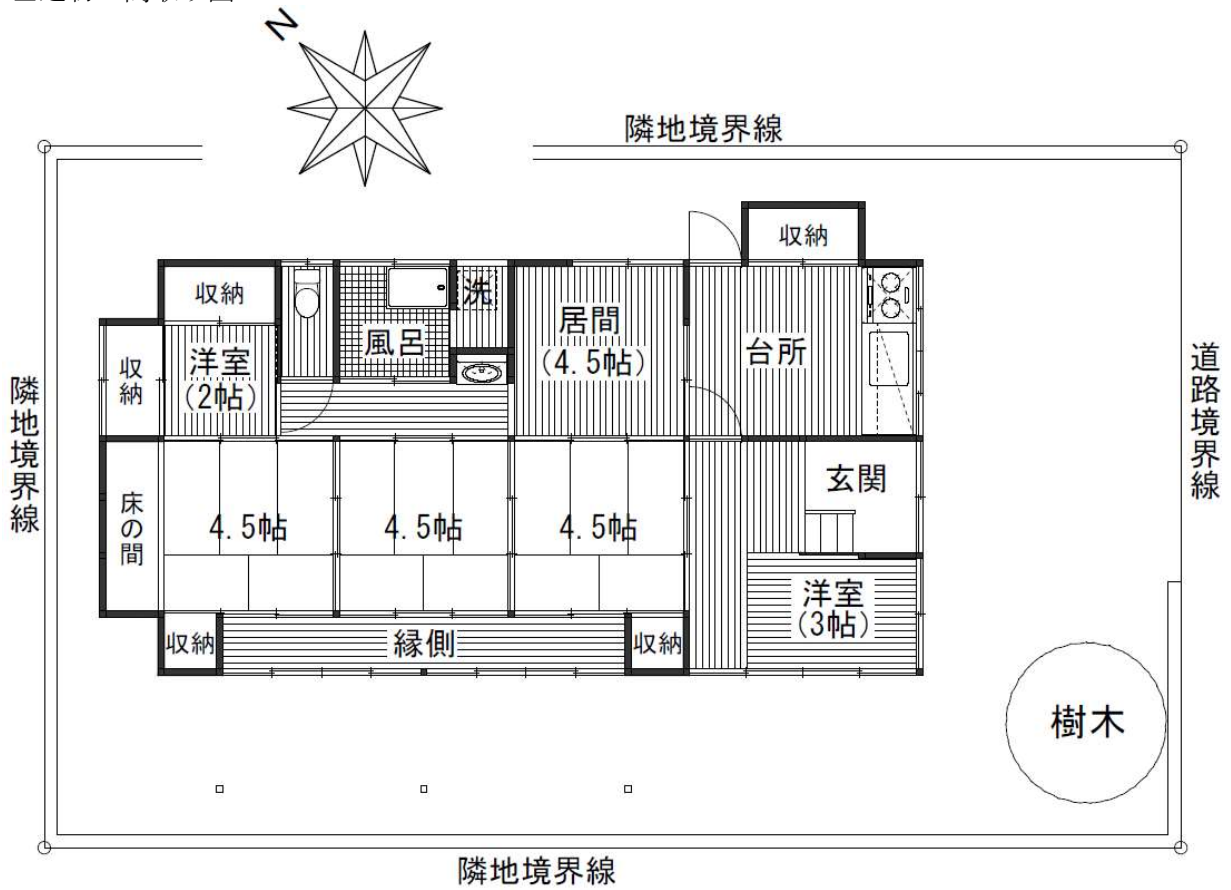 N
隣地境界線
収納
収納
洗
居間
(4.5帖)
台所
風呂
洋室
(2帖)
収納
隣地境界線
道路境界線
玄関
床の間
4.5帖
4.5帖
4.5帖
洋室
(3帖)
収納
縁側
収納
樹木
隣地境界線